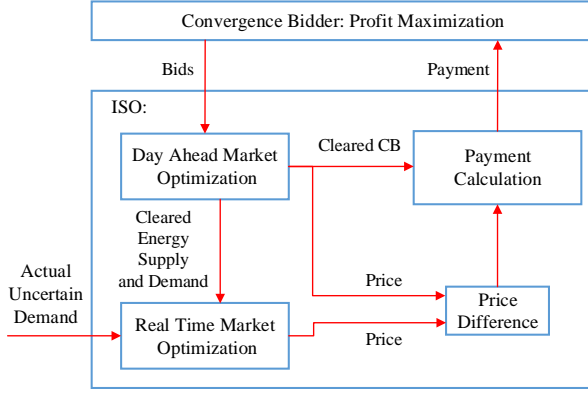 Convergence Bidder: Profit Maximization
Bids
Payment
ISO:
Day Ahead Market
Optimization
Cleared CB
Payment
Calculation
Cleared
Energy
Supply
and Demand
Actual
Uncertain
Demand
Price
Price
Difference
Real Time Market
Optimization
Price